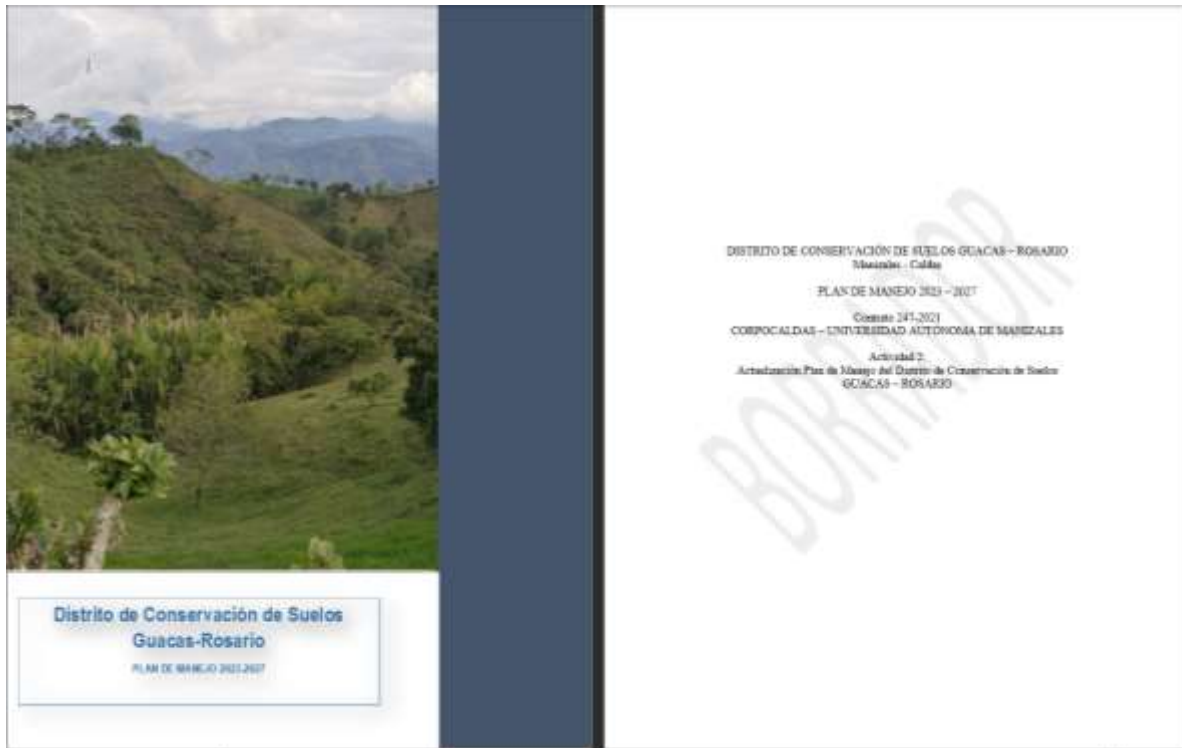 Distrito de Conservación de Suelos
Guacas-Rosario
PLAN DE MANEJO 2023-2027
DISTRITO DE CONSERVACIÓN DE SUELOS GUACAS – ROSARIO
Manizales - Caldas
PLAN DE MANEJO 2023 – 2027
Contrato 247-2021
CORPOCALDAS – UNIVERSIDAD AUTÓNOMA DE MANIZALES
Actividad 2:
Actualización Plan de Manejo del Distrito de Conservación de Suelos
GUACAS – ROSARIO
BORRADOR